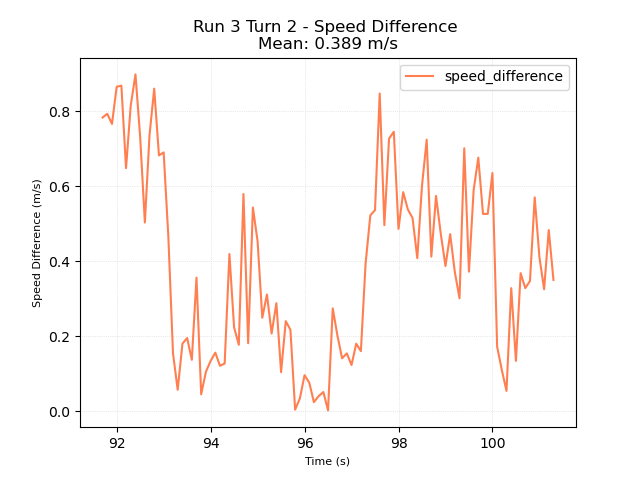 Run 3 Turn 2 - Speed Difference
Mean: 0.389 m/s
speed_difference
0.8
0.6
0.4
0.2
0.0
Speed Difference (m/s)
92
94
96
98
100
Time (s)